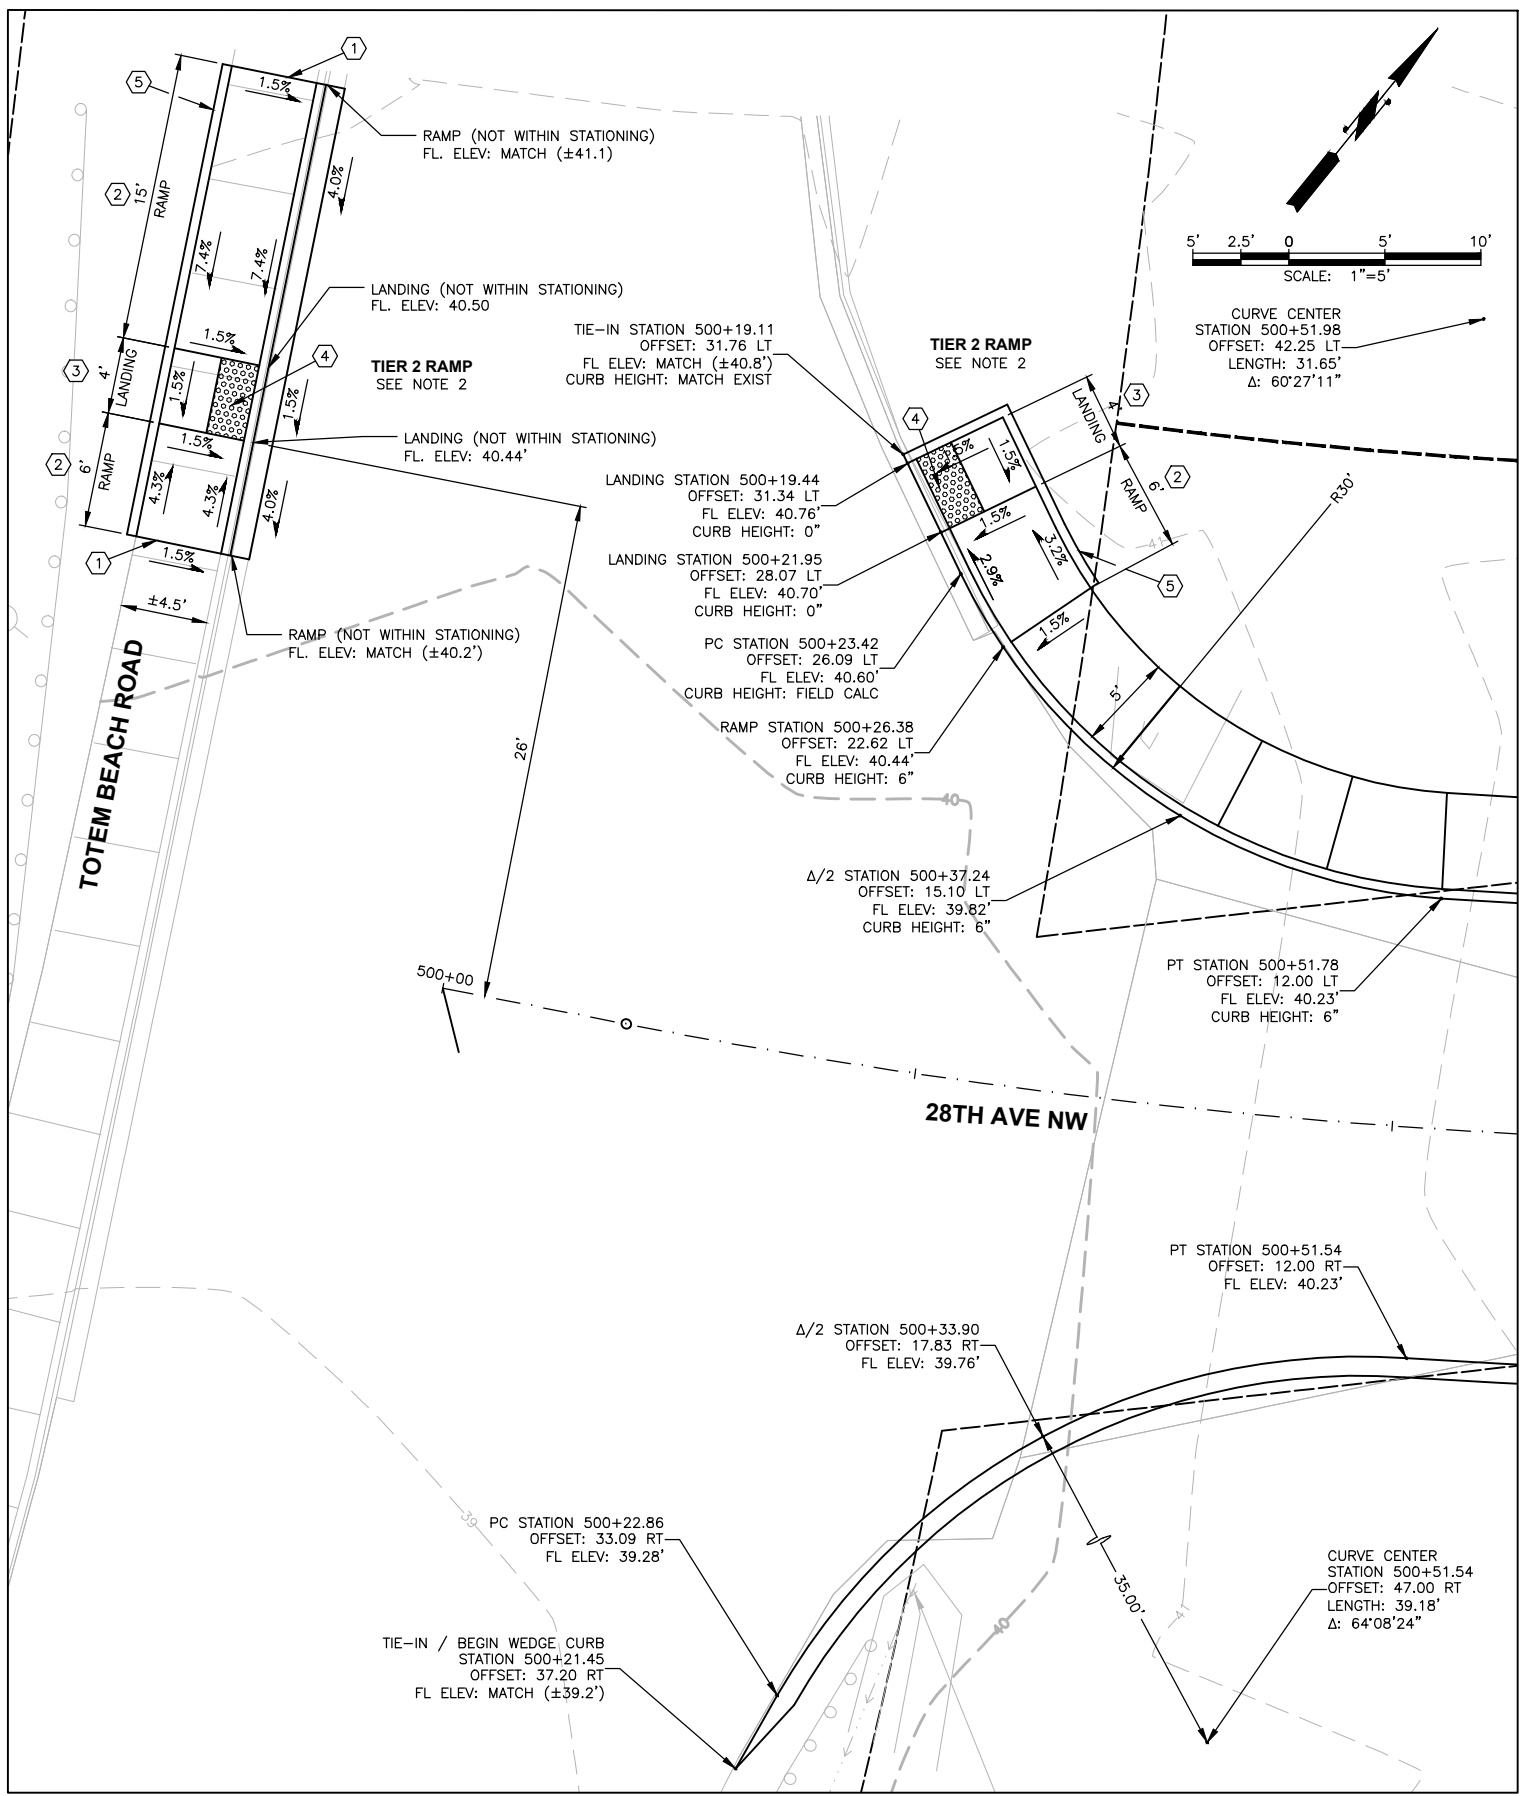 1
5
1.5%
RAMP (NOT WITHIN STATIONING)
FL. ELEV: MATCH (±41.1)
4.0%
2
15'
RAMP
7.4%
7.4%
LANDING (NOT WITHIN STATIONING)
FL. ELEV: 40.50
1.5%
4
3
4'
LANDING
1.5%
1.5%
TIER 2 RAMP
SEE NOTE 2
LANDING (NOT WITHIN STATIONING)
FL. ELEV: 40.44'
1.5%
2
6'
RAMP
4.3%
4.3%
4.0%
1
1.5%
±4.5'
RAMP (NOT WITHIN STATIONING)
FL. ELEV: MATCH (±40.2')
TOTEM BEACH ROAD
26'
5' 2.5' 0 5' 10'
SCALE: 1"=5'
CURVE CENTER
STATION 500+51.98
OFFSET: 42.25 LT
LENGTH: 31.65'
Δ: 60°27'11"
TIE-IN STATION 500+19.11
OFFSET: 31.76 LT
FL ELEV: MATCH (±40.8')
CURB HEIGHT: MATCH EXIST
TIER 2 RAMP
SEE NOTE 2
4
3
4'
LANDING
1.5%
2
6'
RAMP
R30'
LANDING STATION 500+19.44
OFFSET: 31.34 LT
FL ELEV: 40.76'
CURB HEIGHT: 0"
1.5%
3.2%
2.9%
41
5
LANDING STATION 500+21.95
OFFSET: 28.07 LT
FL ELEV: 40.70'
CURB HEIGHT: 0"
1.5%
PC STATION 500+23.42
OFFSET: 26.09 LT
FL ELEV: 40.60'
CURB HEIGHT: FIELD CALC
5'
RAMP STATION 500+26.38
OFFSET: 22.62 LT
FL ELEV: 40.44'
CURB HEIGHT: 6"
40
Δ/2 STATION 500+37.24
OFFSET: 15.10 LT
FL ELEV: 39.82'
CURB HEIGHT: 6"
PT STATION 500+51.78
OFFSET: 12.00 LT
FL ELEV: 40.23'
CURB HEIGHT: 6"
500+00
28TH AVE NW
PT STATION 500+51.54
OFFSET: 12.00 RT
FL ELEV: 40.23'
Δ/2 STATION 500+33.90
OFFSET: 17.83 RT
FL ELEV: 39.76'
39
PC STATION 500+22.86
OFFSET: 33.09 RT
FL ELEV: 39.28'
35.00'
41
40
CURVE CENTER
STATION 500+51.54
OFFSET: 47.00 RT
LENGTH: 39.18'
Δ: 64°08'24"
TIE-IN / BEGIN WEDGE CURB
STATION 500+21.45
OFFSET: 37.20 RT
FL ELEV: MATCH (±39.2')